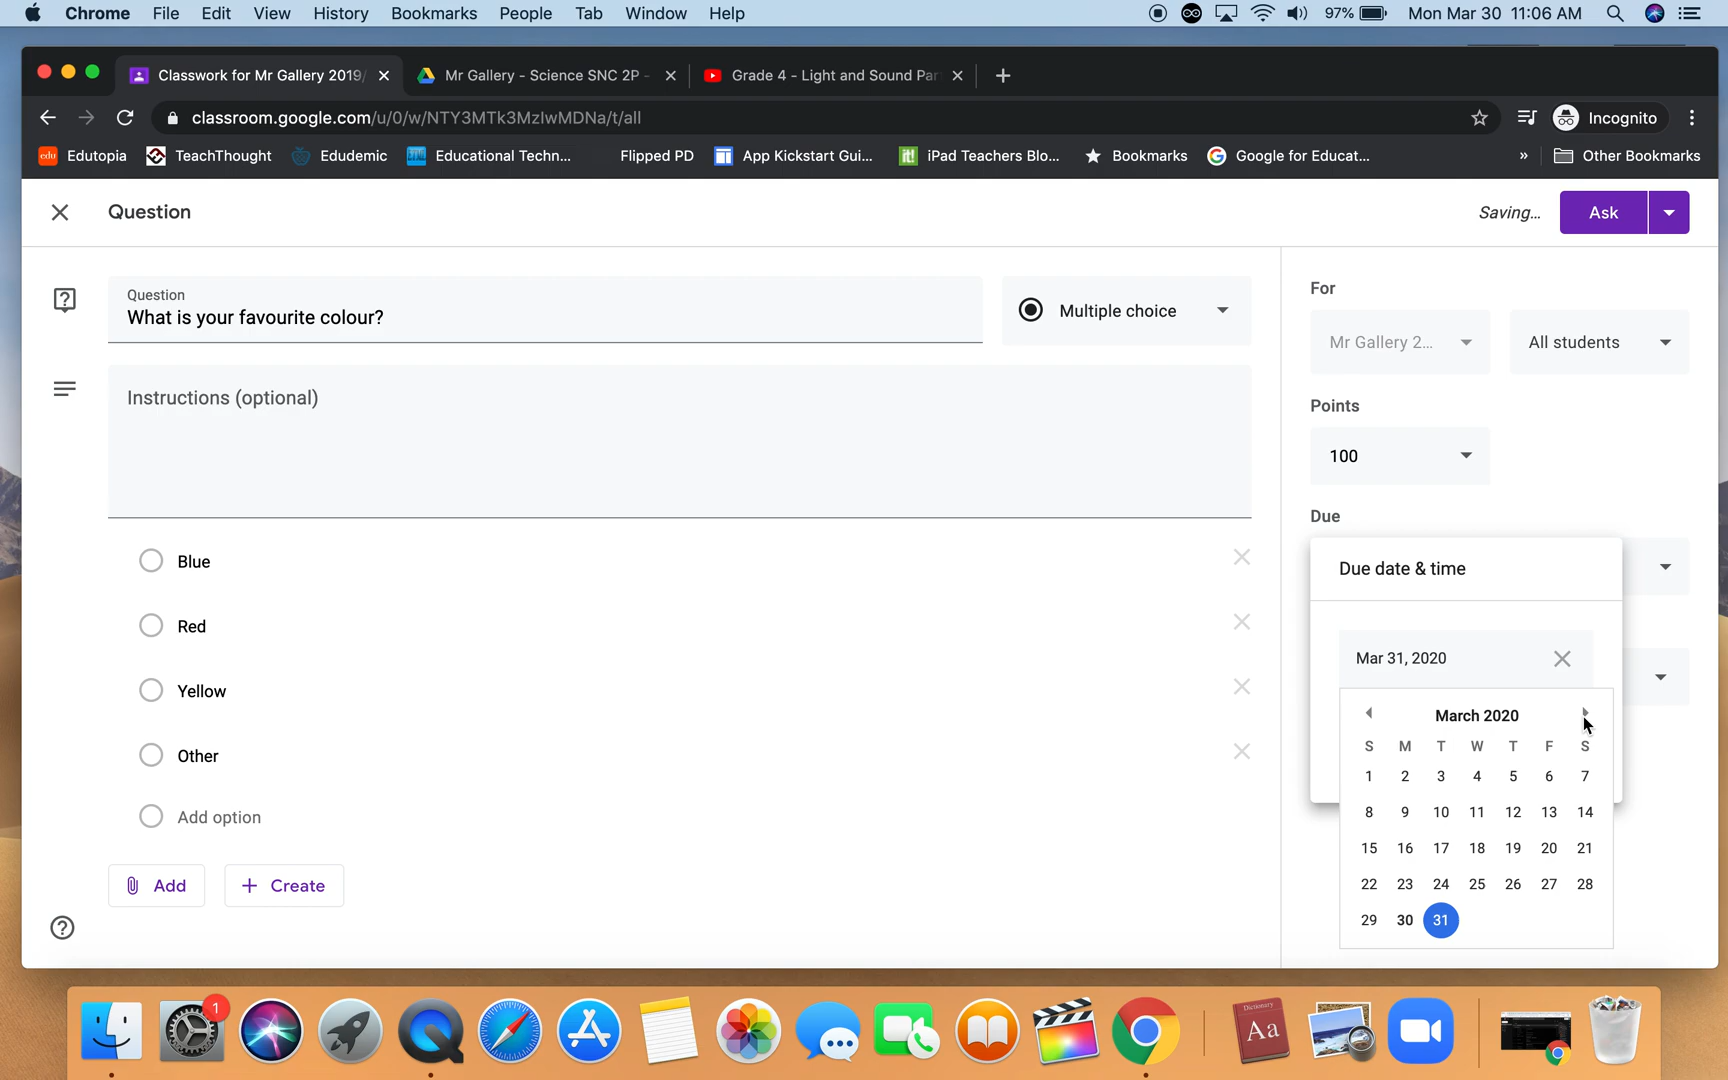 Chrome File Edit View History Bookmarks People Tab Window Help 97% Mon Mar 30 11:06 AM
Classwork for Mr Gallery 2019/ Mr Gallery - Science SNC 2P - Grade 4 - Light and Sound Par
classroom.google.com/u/0/w/NTY3MTk3MzIwMDNa/t/all Incognito
edu Edutopia TeachThought Edudemic Educational Techn... Flipped PD App Kickstart Gui... it! iPad Teachers Blo... Bookmarks Google for Educat... » Other Bookmarks
Question Saving... Ask
Question
What is your favourite colour?
Multiple choice
Instructions (optional)
Blue
Red
Yellow
Other
Add option
Add Create
For
Mr Gallery 2... All students
Points
100
Due
Due date & time
Mar 31, 2020
March 2020
S M T W T F S
1 2 3 4 5 6 7
8 9 10 11 12 13 14
15 16 17 18 19 20 21
22 23 24 25 26 27 28
29 30 31
1
Dictionary
Aa